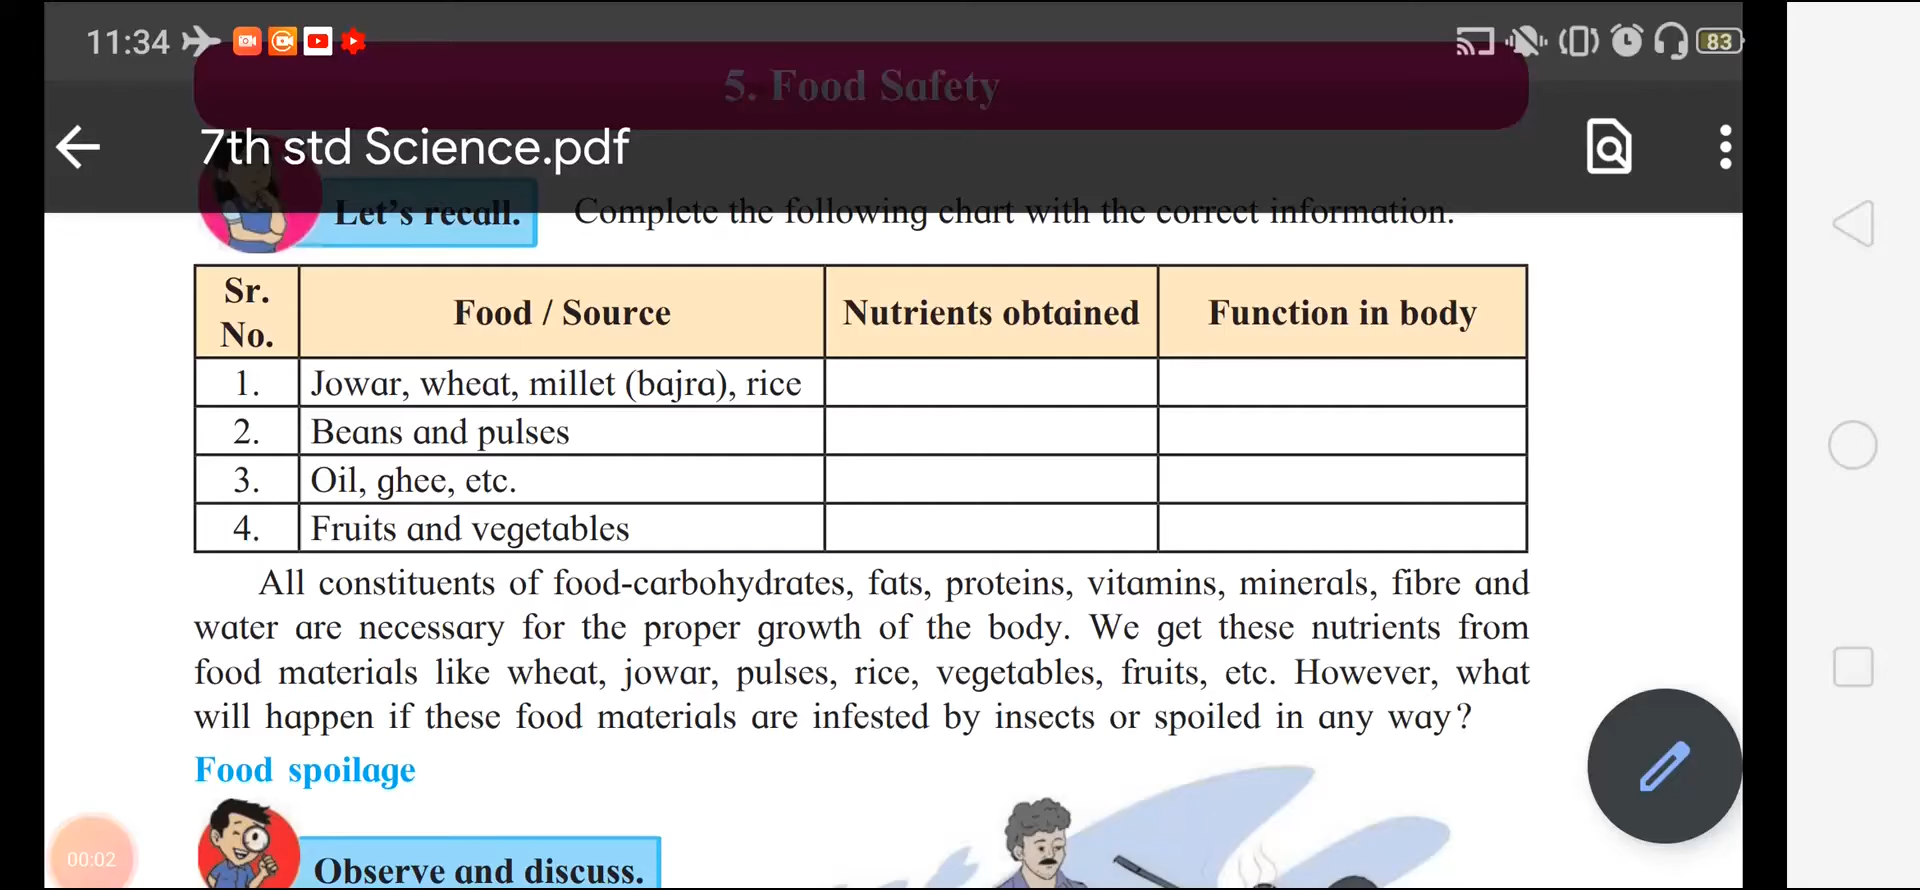 11:34
83
5. Food Safety
7th std Science.pdf
Let's recall. Complete the following chart with the correct information.
Sr. No. Food / Source Nutrients obtained Function in body
1. Jowar, wheat, millet (bajra), rice
2. Beans and pulses
3. Oil, ghee, etc.
4. Fruits and vegetables
All constituents of food-carbohydrates, fats, proteins, vitamins, minerals, fibre and
water are necessary for the proper growth of the body. We get these nutrients from
food materials like wheat, jowar, pulses, rice, vegetables, fruits, etc. However, what
will happen if these food materials are infested by insects or spoiled in any way?
Food spoilage
00:02
Observe and discuss.